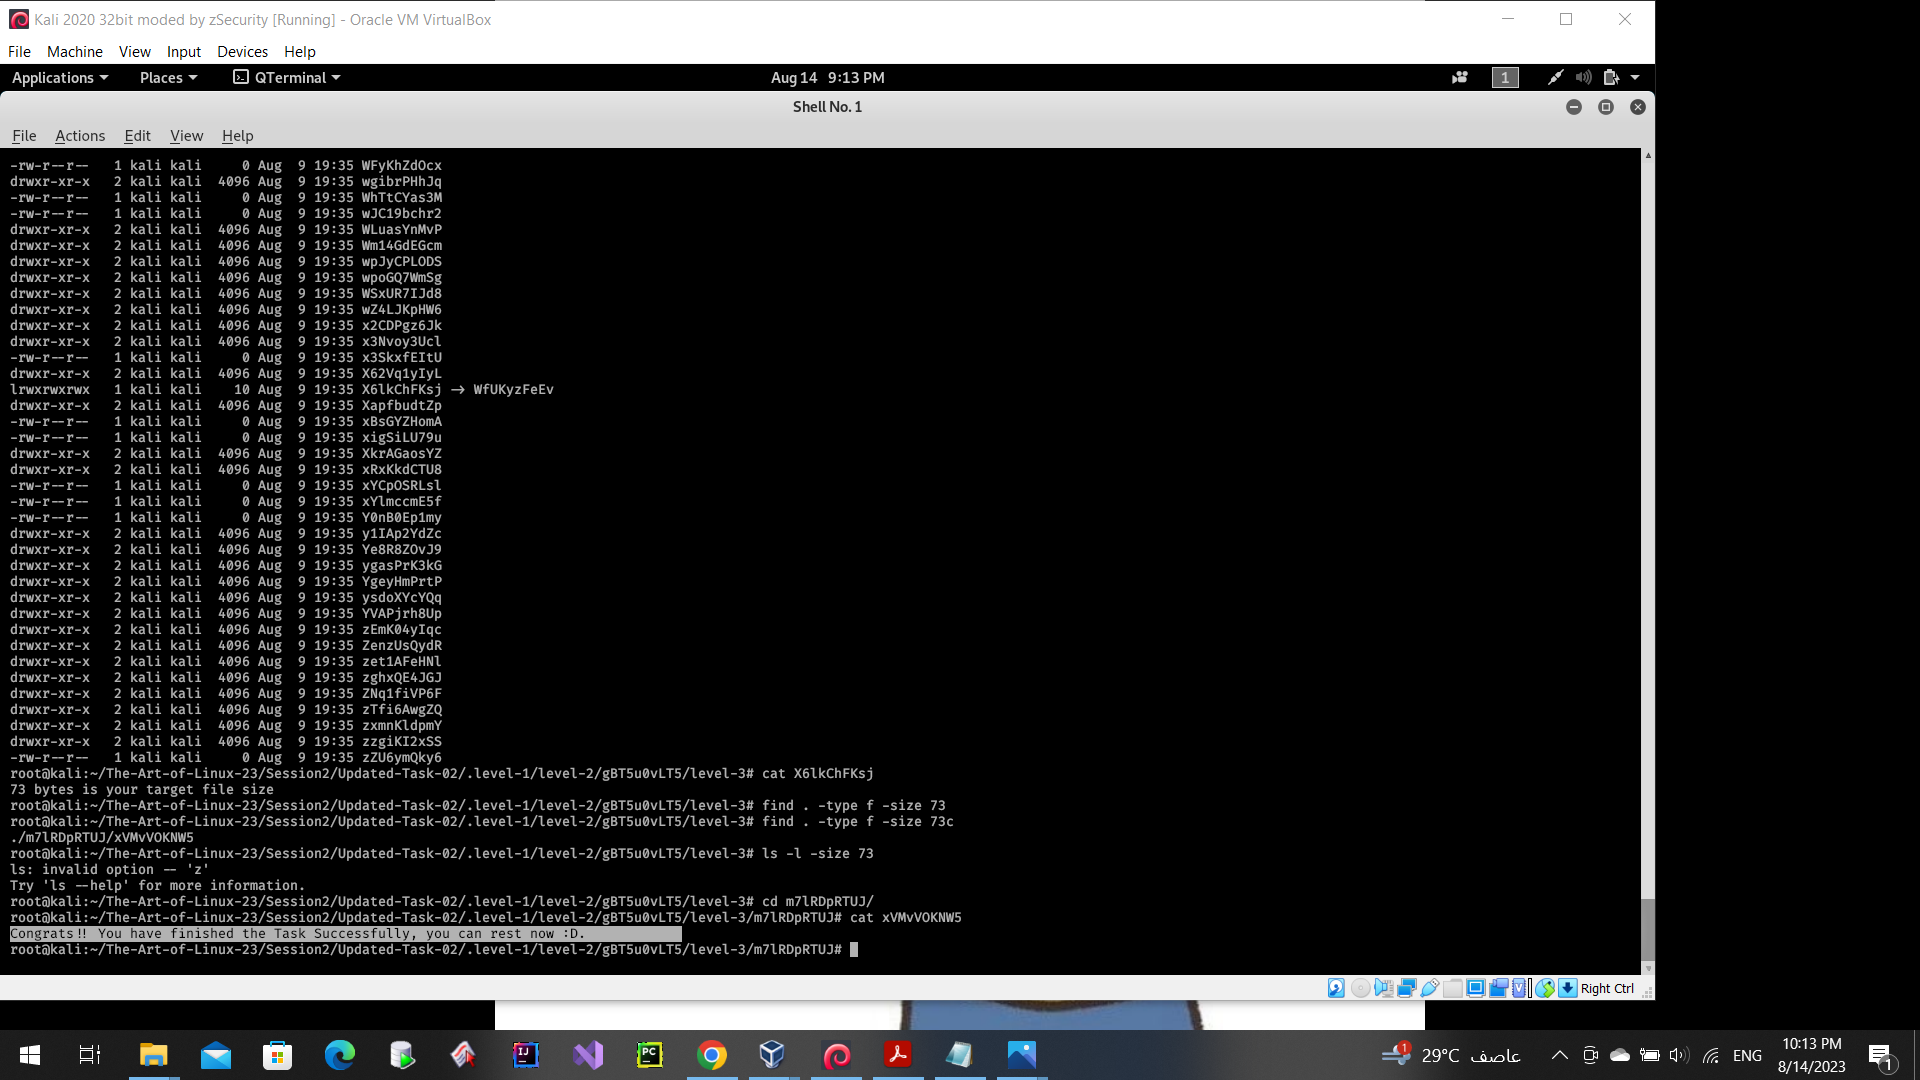 Kali 2020 32bit moded by zSecurity [Running] - Oracle VM VirtualBox
File Machine View Input Devices Help
Applications Places QTerminal Aug 14 9:13 PM 1
Shell No. 1
File Actions Edit View Help
-rw-r--r-- 1 kali kali 0 Aug 9 19:35 WFyKhZdOcx
drwxr-xr-x 2 kali kali 4096 Aug 9 19:35 wgibrPHhJq
-rw-r--r-- 1 kali kali 0 Aug 9 19:35 WhTtCYas3M
-rw-r--r-- 1 kali kali 0 Aug 9 19:35 wJC19bchr2
drwxr-xr-x 2 kali kali 4096 Aug 9 19:35 WLuasYnMvP
drwxr-xr-x 2 kali kali 4096 Aug 9 19:35 Wm14GdEGcm
drwxr-xr-x 2 kali kali 4096 Aug 9 19:35 wpJyCPLODS
drwxr-xr-x 2 kali kali 4096 Aug 9 19:35 wpoGQ7WmSg
drwxr-xr-x 2 kali kali 4096 Aug 9 19:35 WSxUR7IJd8
drwxr-xr-x 2 kali kali 4096 Aug 9 19:35 wZ4LJKpHW6
drwxr-xr-x 2 kali kali 4096 Aug 9 19:35 x2CDPgz6Jk
drwxr-xr-x 2 kali kali 4096 Aug 9 19:35 x3Nvoy3Ucl
-rw-r--r-- 1 kali kali 0 Aug 9 19:35 x3SkxfEItU
drwxr-xr-x 2 kali kali 4096 Aug 9 19:35 X62Vq1yIyL
lrwxrwxrwx 1 kali kali 10 Aug 9 19:35 X6lkChFKsj -> WfUKyzFeEv
drwxr-xr-x 2 kali kali 4096 Aug 9 19:35 XapfbudtZp
-rw-r--r-- 1 kali kali 0 Aug 9 19:35 xBsGYZHomA
-rw-r--r-- 1 kali kali 0 Aug 9 19:35 xigSiLU79u
drwxr-xr-x 2 kali kali 4096 Aug 9 19:35 XkrAGaosYZ
drwxr-xr-x 2 kali kali 4096 Aug 9 19:35 xRxKkdCTU8
-rw-r--r-- 1 kali kali 0 Aug 9 19:35 xYCpOSRLsl
-rw-r--r-- 1 kali kali 0 Aug 9 19:35 xYlmccmE5f
-rw-r--r-- 1 kali kali 0 Aug 9 19:35 Y0nB0Ep1my
drwxr-xr-x 2 kali kali 4096 Aug 9 19:35 y1IAp2YdZc
drwxr-xr-x 2 kali kali 4096 Aug 9 19:35 Ye8R8ZOvJ9
drwxr-xr-x 2 kali kali 4096 Aug 9 19:35 ygasPrK3kG
drwxr-xr-x 2 kali kali 4096 Aug 9 19:35 YgeyHmPrtP
drwxr-xr-x 2 kali kali 4096 Aug 9 19:35 ysdoXYcYQq
drwxr-xr-x 2 kali kali 4096 Aug 9 19:35 YVAPjrh8Up
drwxr-xr-x 2 kali kali 4096 Aug 9 19:35 zEmK04yIqc
drwxr-xr-x 2 kali kali 4096 Aug 9 19:35 ZenzUsQydR
drwxr-xr-x 2 kali kali 4096 Aug 9 19:35 zet1AFeHNl
drwxr-xr-x 2 kali kali 4096 Aug 9 19:35 zghxQE4JGJ
drwxr-xr-x 2 kali kali 4096 Aug 9 19:35 ZNq1fiVP6F
drwxr-xr-x 2 kali kali 4096 Aug 9 19:35 zTfi6AwgZQ
drwxr-xr-x 2 kali kali 4096 Aug 9 19:35 zxmnKldpmY
drwxr-xr-x 2 kali kali 4096 Aug 9 19:35 zzgiKI2xSS
-rw-r--r-- 1 kali kali 0 Aug 9 19:35 zZU6ymQky6
root@kali:~/The-Art-of-Linux-23/Session2/Updated-Task-02/.level-1/level-2/gBT5u0vLT5/level-3# cat X6lkChFKsj
73 bytes is your target file size
root@kali:~/The-Art-of-Linux-23/Session2/Updated-Task-02/.level-1/level-2/gBT5u0vLT5/level-3# find . -type f -size 73
root@kali:~/The-Art-of-Linux-23/Session2/Updated-Task-02/.level-1/level-2/gBT5u0vLT5/level-3# find . -type f -size 73c
./m7lRDpRTUJ/xVMvVOKNW5
root@kali:~/The-Art-of-Linux-23/Session2/Updated-Task-02/.level-1/level-2/gBT5u0vLT5/level-3# ls -l -size 73
ls: invalid option -- 'z'
Try 'ls --help' for more information.
root@kali:~/The-Art-of-Linux-23/Session2/Updated-Task-02/.level-1/level-2/gBT5u0vLT5/level-3# cd m7lRDpRTUJ/
root@kali:~/The-Art-of-Linux-23/Session2/Updated-Task-02/.level-1/level-2/gBT5u0vLT5/level-3/m7lRDpRTUJ# cat xVMvVOKNW5
Congrats!! You have finished the Task Successfully, you can rest now :D.
root@kali:~/The-Art-of-Linux-23/Session2/Updated-Task-02/.level-1/level-2/gBT5u0vLT5/level-3/m7lRDpRTUJ#
Right Ctrl
IJ PC 1 29°C عاصف ENG 10:13 PM
8/14/2023 1